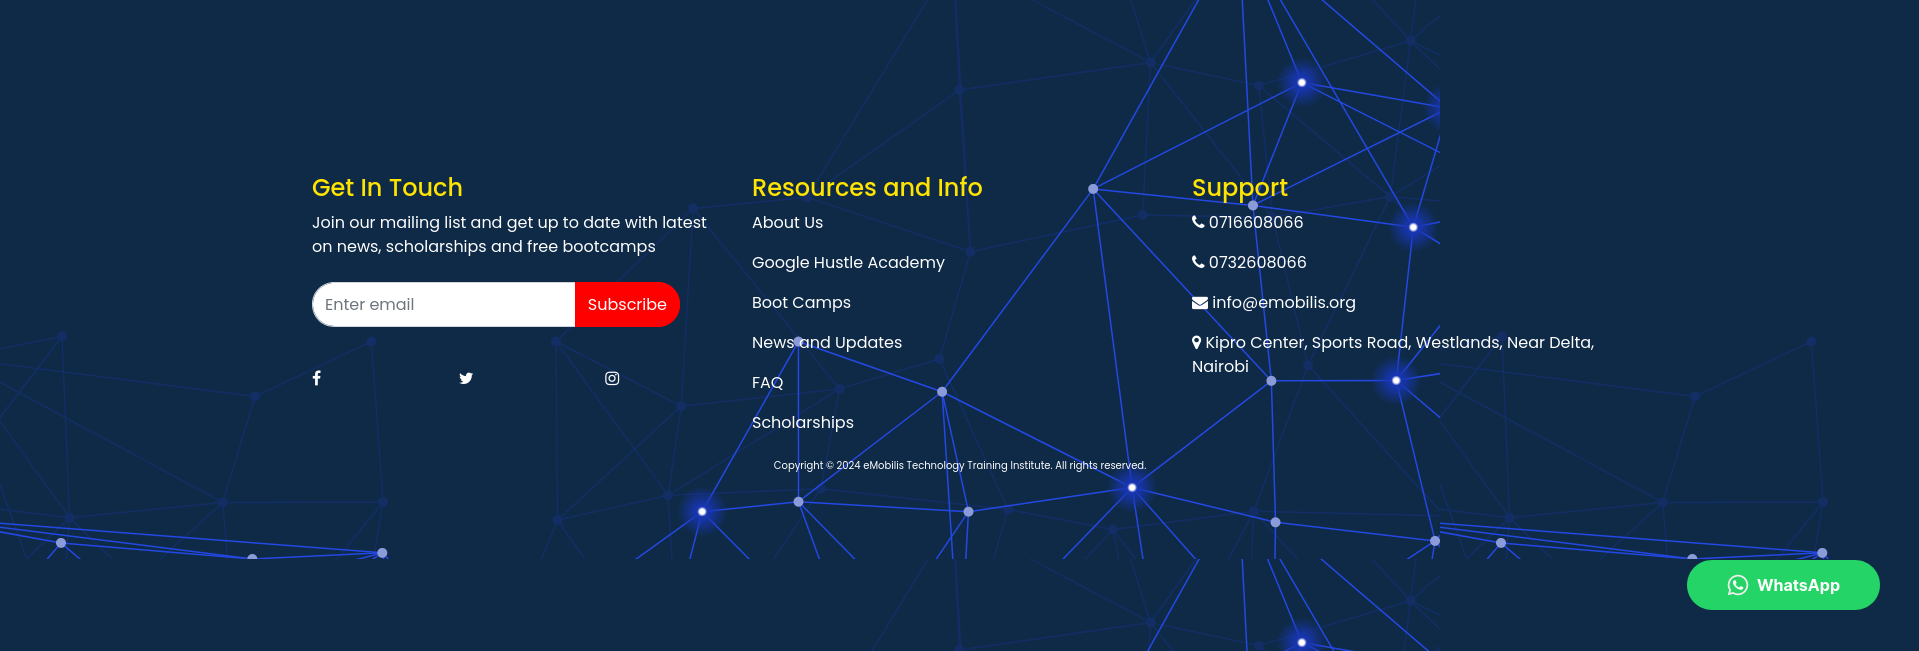 Get In Touch
Join our mailing list and get up to date with latest
on news, scholarships and free bootcamps
Enter email
Subscribe
Resources and Info
About Us
Google Hustle Academy
Boot Camps
News and Updates
FAQ
Scholarships
Support
0716608066
0732608066
info@emobilis.org
Kipro Center, Sports Road, Westlands, Near Delta,
Nairobi
Copyright © 2024 eMobilis Technology Training Institute. All rights reserved.
WhatsApp